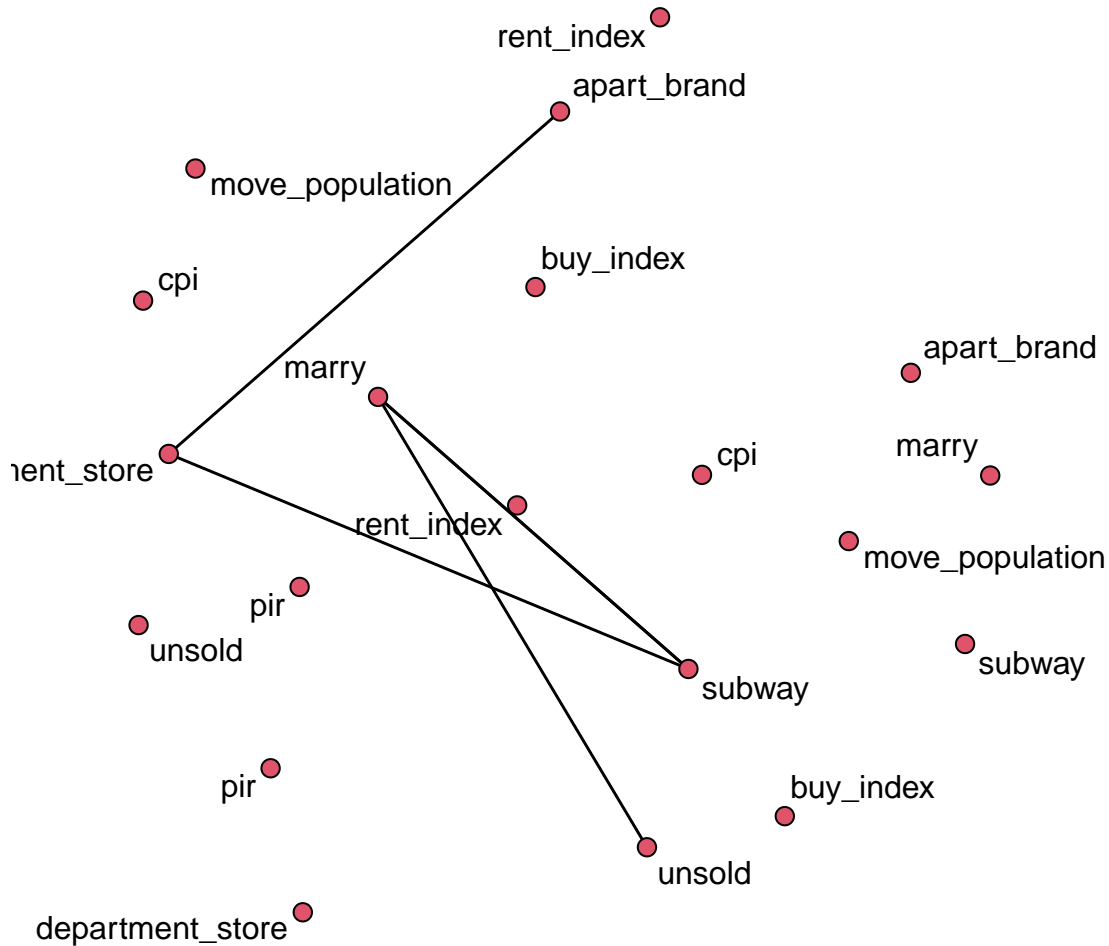 rent_index
apart_brand
move_population
buy_index
cpi
apart_brand
marry
marry
cpi
ment_store
rent_index
move_population
pir
unsold
subway
subway
pir
buy_index
unsold
department_store